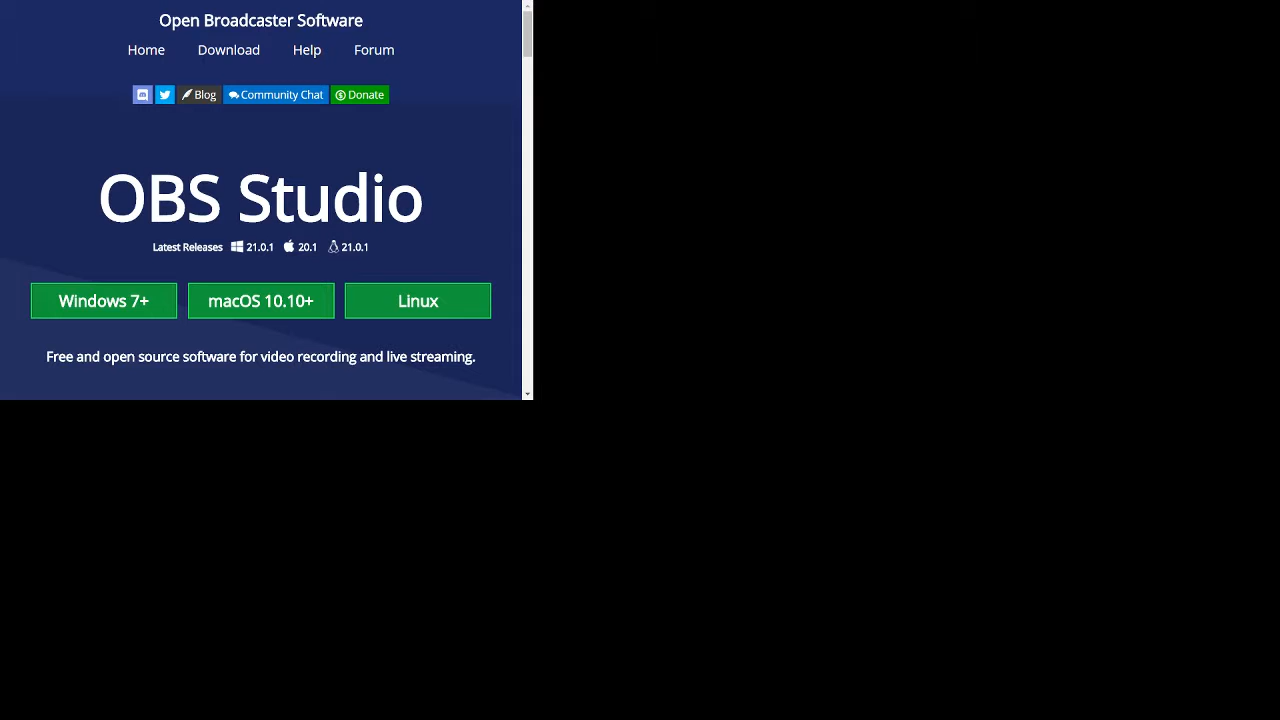 Open Broadcaster Software
Home Download Help Forum
Blog Community Chat Donate
OBS Studio
Latest Releases 21.0.1 20.1 21.0.1
Windows 7+ macOS 10.10+ Linux
Free and open source software for video recording and live streaming.